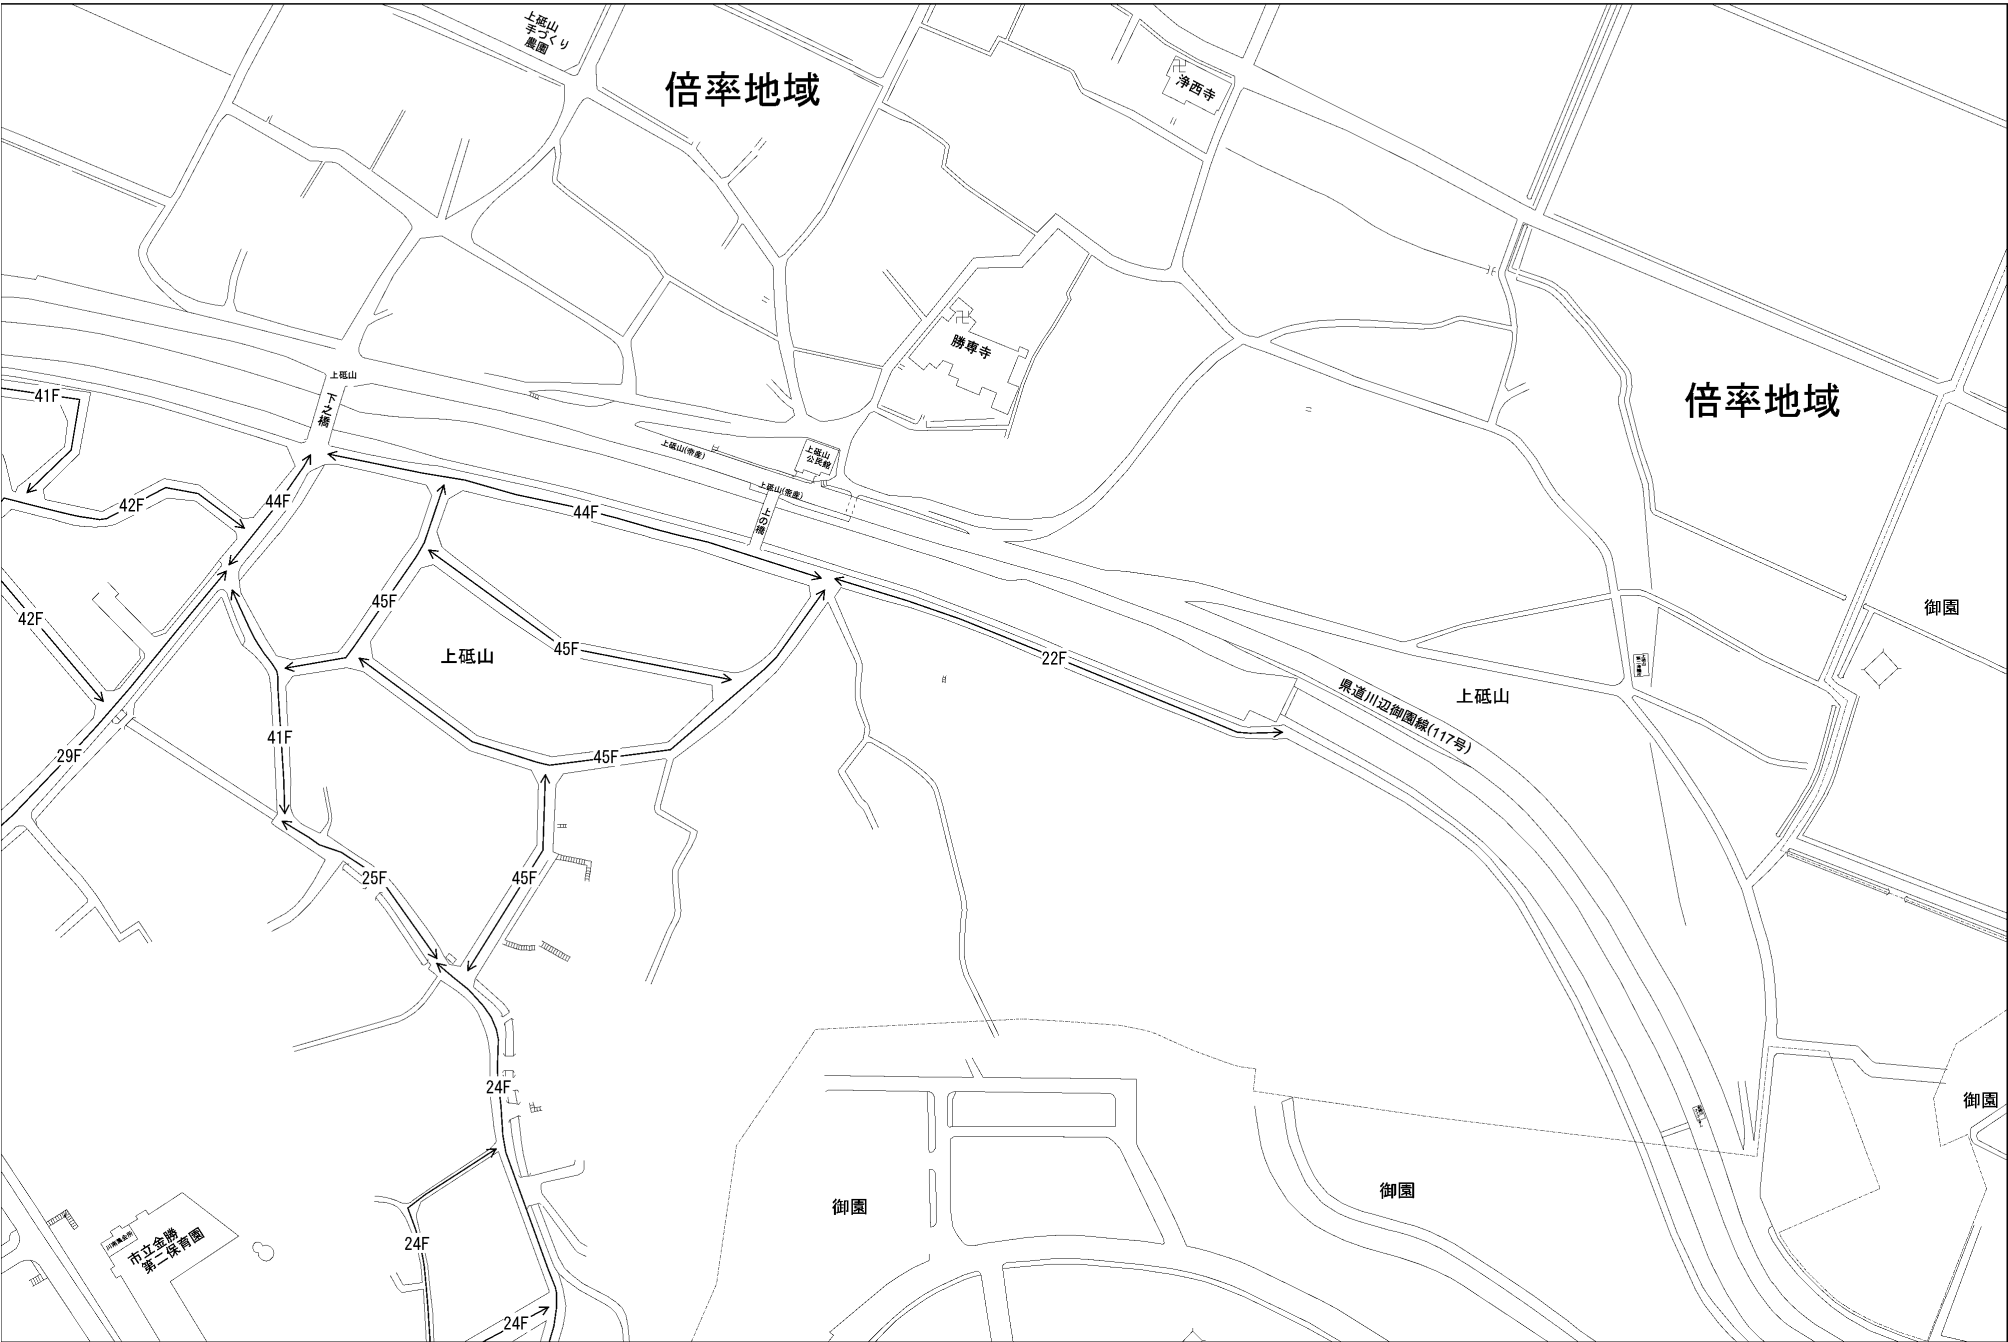 上砥山
手づくり
農園
倍率地域
浄西寺
勝専寺
上砥山
下之橋
41F
倍率地域
上砥山(帝産)
上砥山
公民館
上砥山(帝産)
44F
42F
44F
上の橋
45F
42F
御園
45F
上砥山
22F
県道川辺御園線(117号)
上砥山
41F
29F
45F
25F
45F
24F
御園
御園
御園
24F
市立金勝
第二保育園
24F